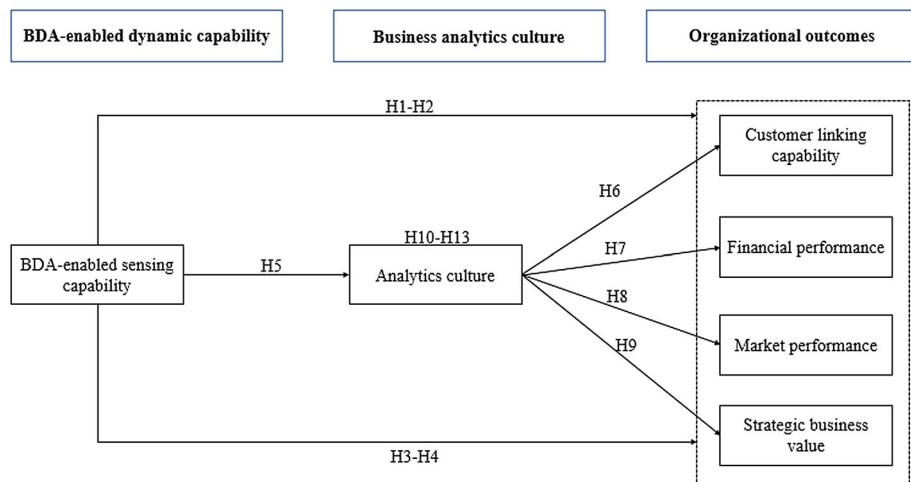 BDA-enabled dynamic capability
Business analytics culture
Organizational outcomes
H1-H2
Customer linking
capability
H6
H10-H13
H7
Financial performance
BDA-enabled sensing
capability
H5
Analytics culture
H8
H9
Market performance
Strategic business
value
H3-H4